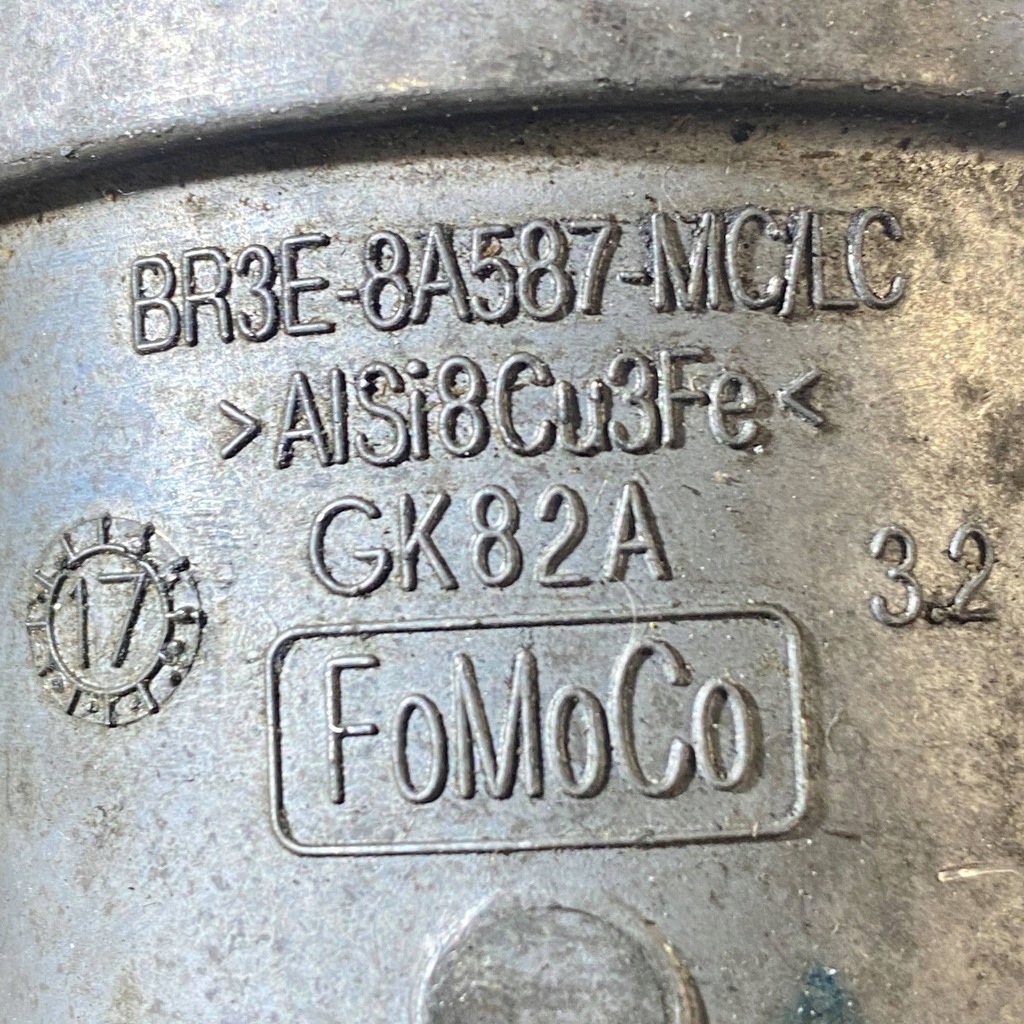 BR3E-8A587-MC/LC
>AlSi8Cu3Fe<
GK82A
17
3.2
FoMoCo